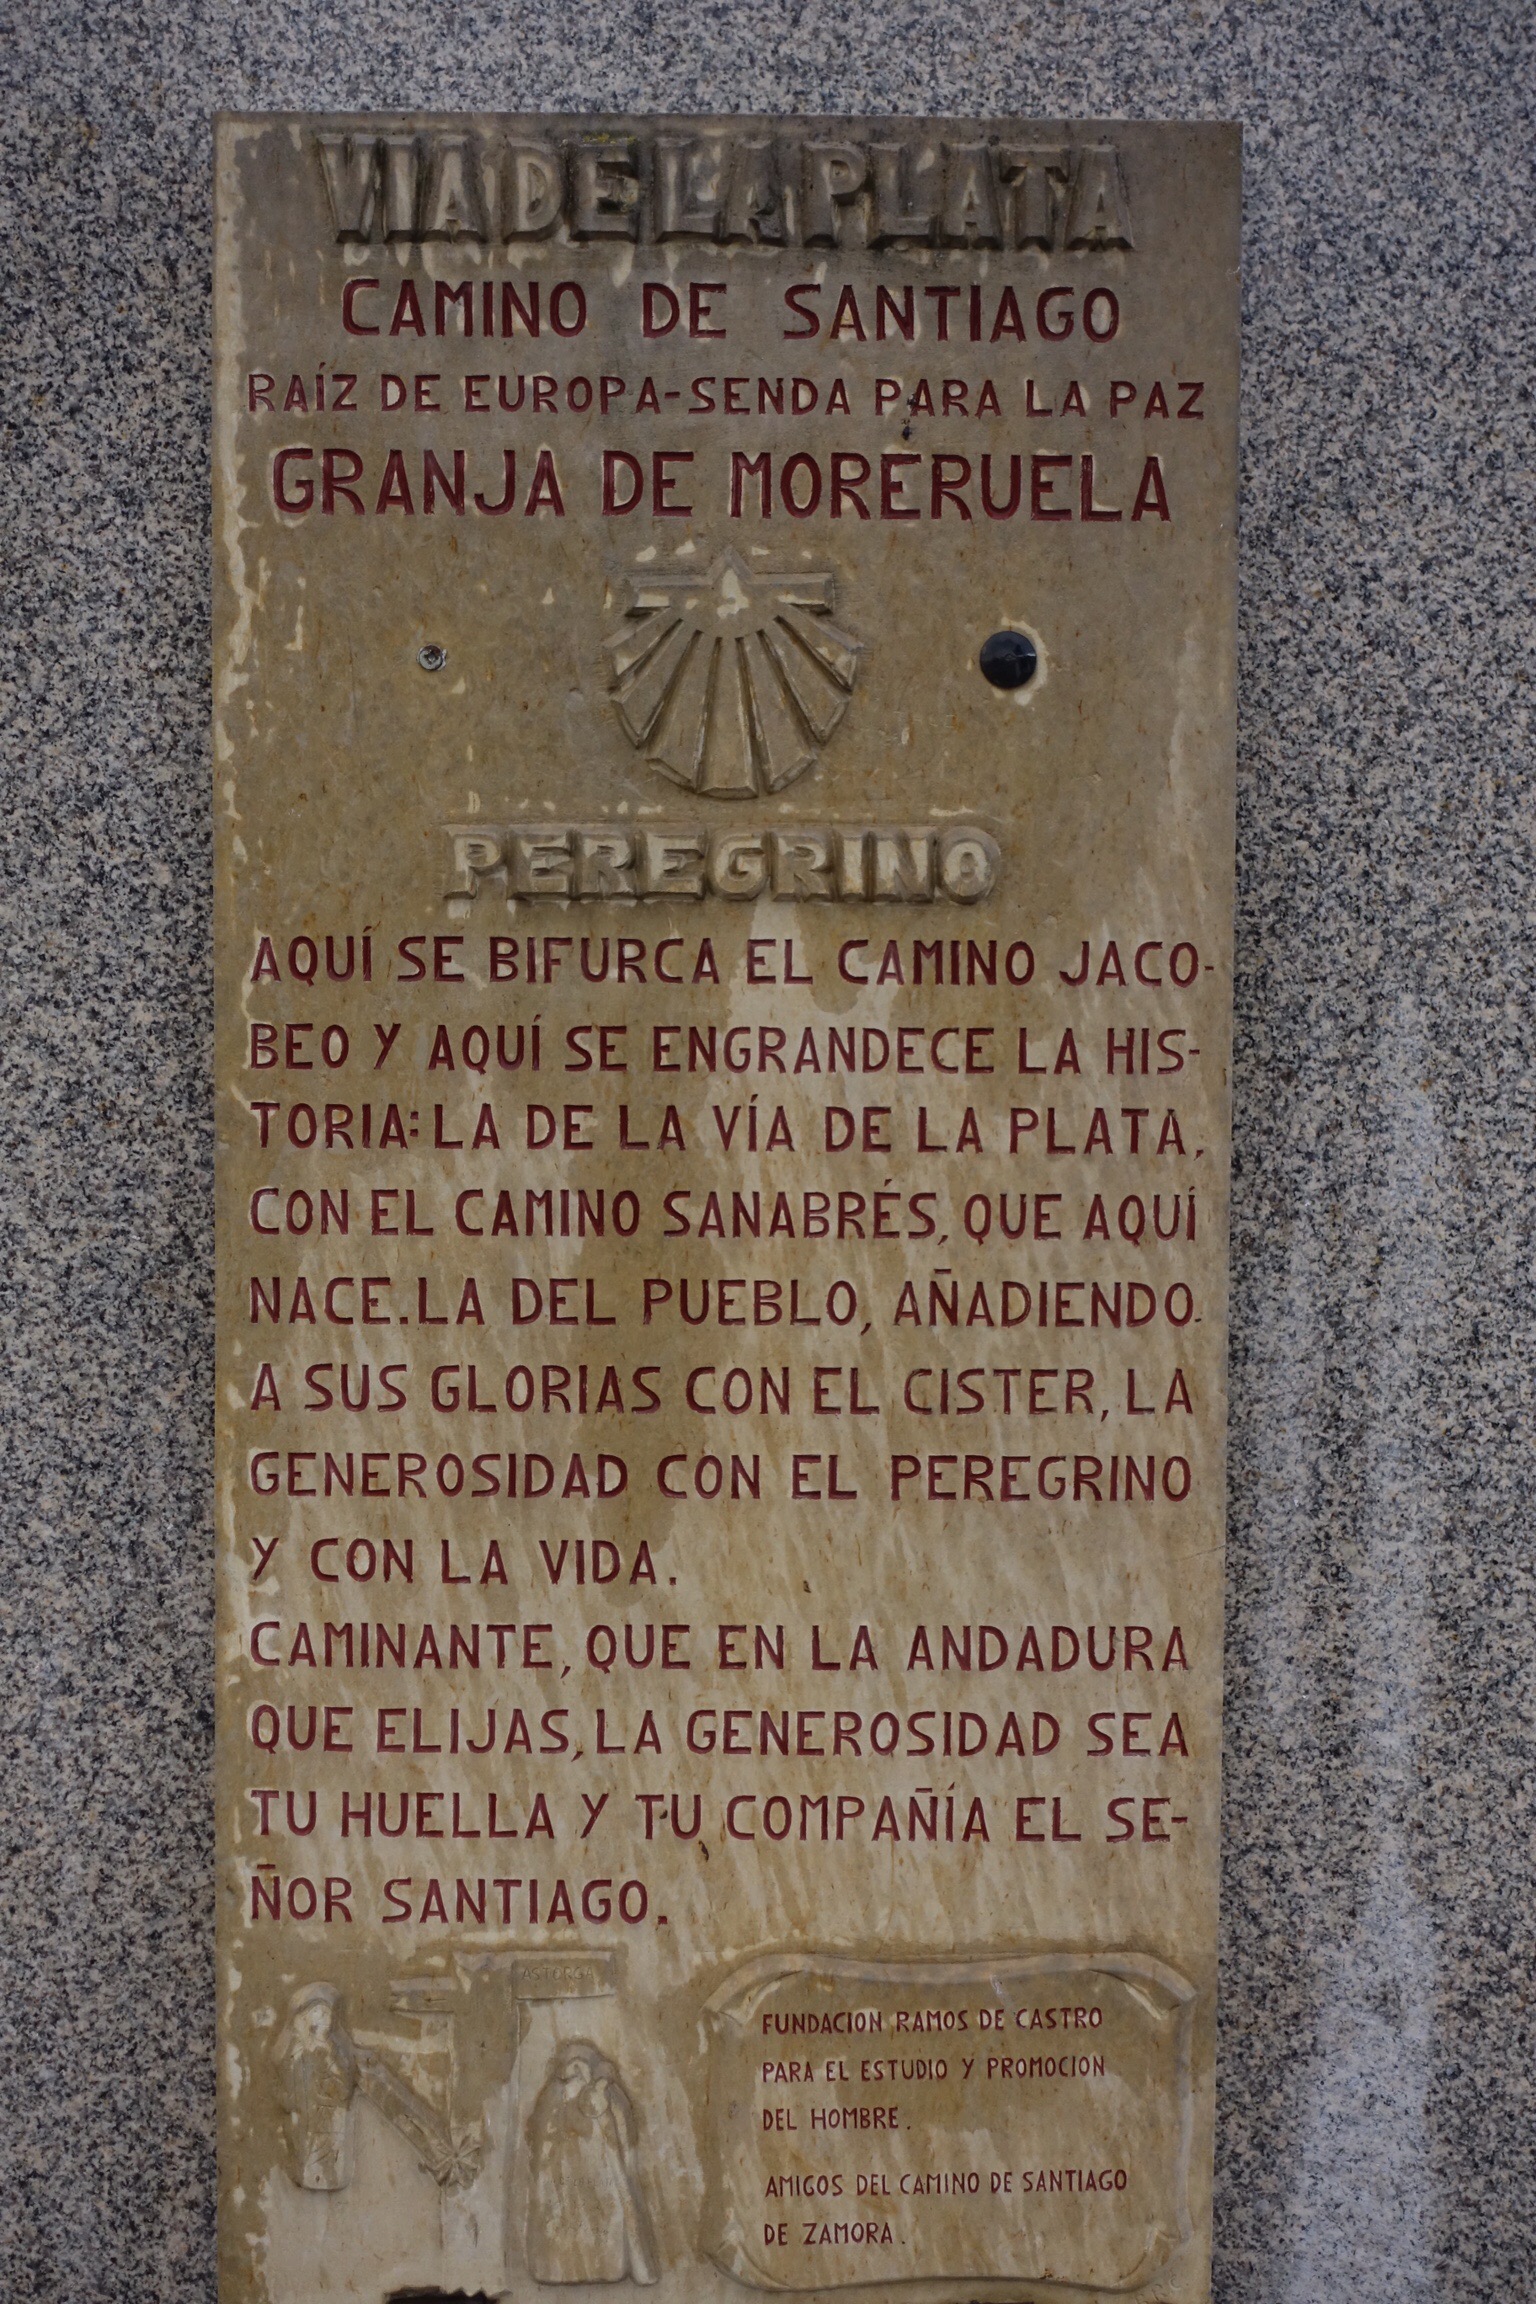 VIA DE LA PLATA
CAMINO DE SANTIAGO
RAÍZ DE EUROPA-SENDA PARA LA PAZ
GRANJA DE MORERUELA
PEREGRINO
AQUÍ SE BIFURCA EL CAMINO JACO-
BEO Y AQUÍ SE ENGRANDECE LA HIS-
TORIA: LA DE LA VÍA DE LA PLATA,
CON EL CAMINO SANABRÉS, QUE AQUÍ
NACE. LA DEL PUEBLO, AÑADIENDO
A SUS GLORIAS CON EL CISTER, LA
GENEROSIDAD CON EL PEREGRINO
Y CON LA VIDA.
CAMINANTE, QUE EN LA ANDADURA
QUE ELIJAS, LA GENEROSIDAD SEA
TU HUELLA Y TU COMPAÑÍA EL SE-
ÑOR SANTIAGO.
ASTORGA
FUNDACION RAMOS DE CASTRO
PARA EL ESTUDIO Y PROMOCION
DEL HOMBRE.
AMIGOS DEL CAMINO DE SANTIAGO
DE ZAMORA.